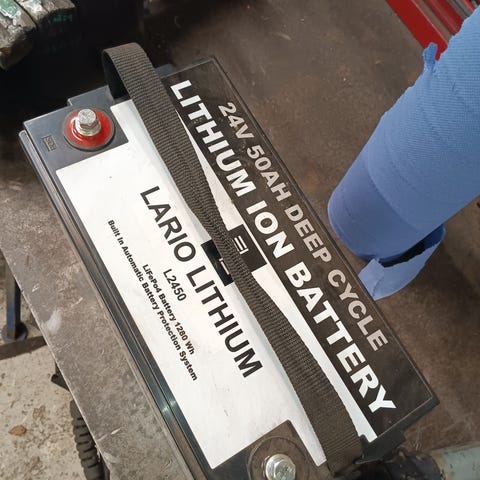 24V 50AH DEEP CYCLE
LITHIUM ION BATTERY
LARIO LITHIUM
L2450
LiFePo4 Battery 1280 Wh
Built In Automatic Battery Protection System